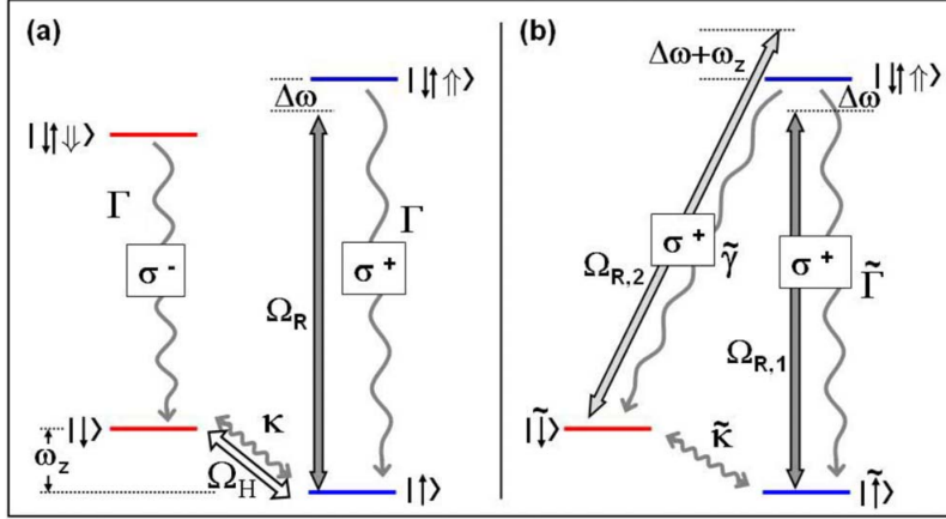 (a)
|↓↑⇑⟩
Δω
|↓↑⇓⟩
Γ
Γ
σ⁻
σ⁺
Ω_R
|↓⟩
κ
ω_z
Ω_H
|↑⟩
(b)
Δω+ω_z
|↓↑⇑⟩
Δω
σ⁺
γ̃
σ⁺
Γ̃
Ω_R,2
Ω_R,1
|↓̃⟩
κ̃
|↑̃⟩